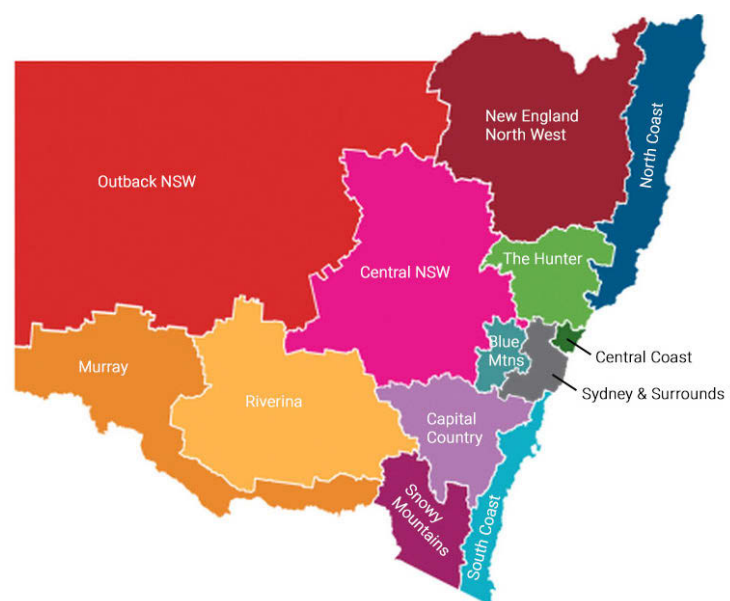 New England
North West
North Coast
Outback NSW
The Hunter
Central NSW
Blue
Mtns
Central Coast
Murray
Sydney & Surrounds
Riverina
Capital
Country
Snowy
Mountains
South Coast